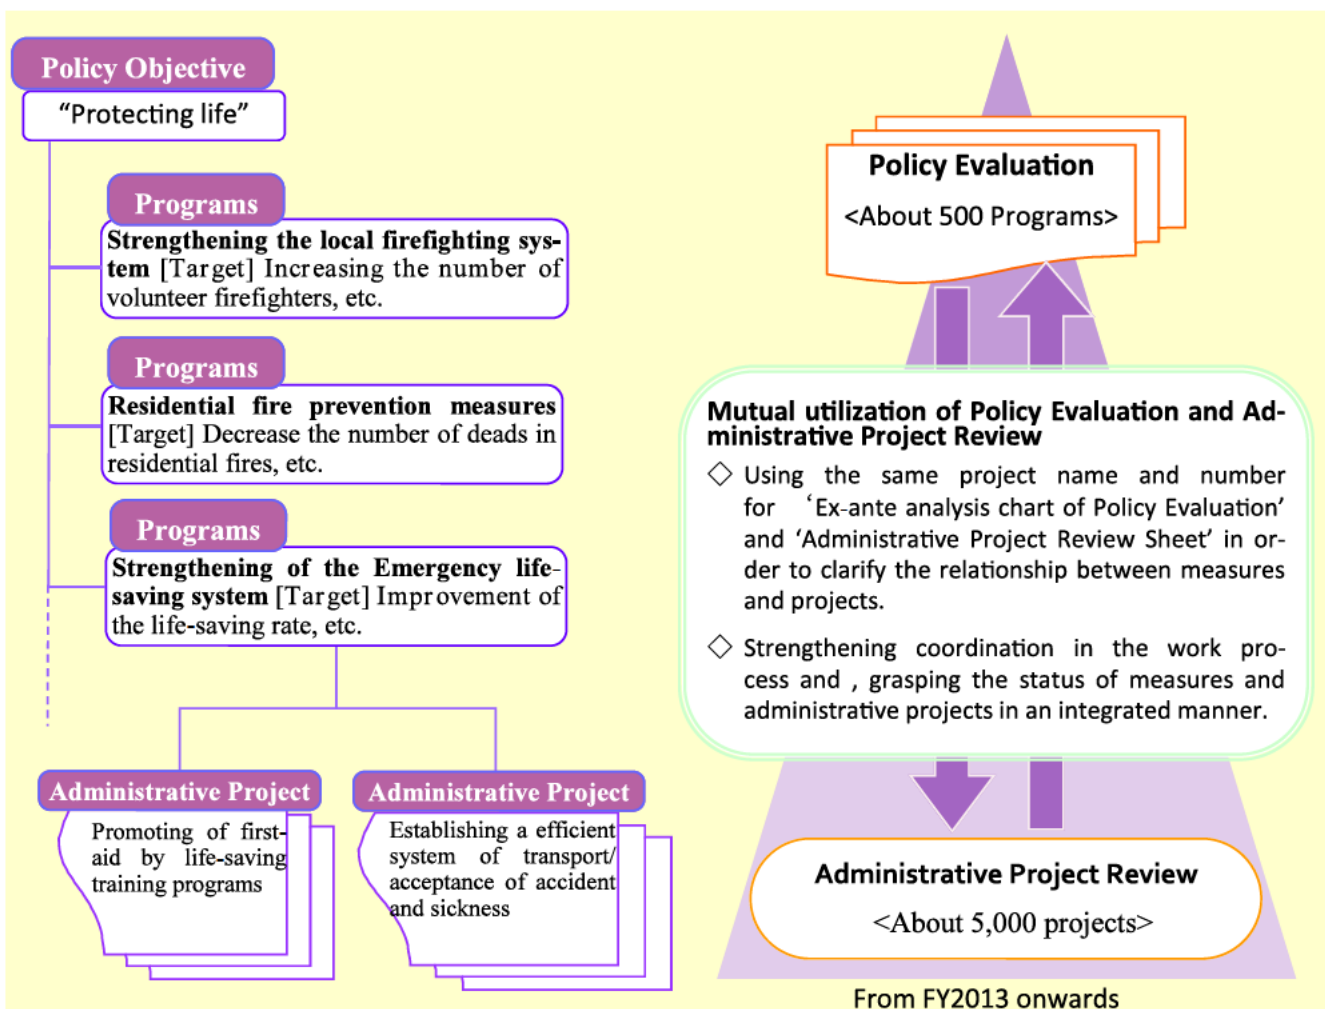 Policy Objective
“Protecting life”
Programs
Strengthening the local firefighting sys-
tem [Target] Increasing the number of
volunteer firefighters, etc.
Programs
Residential fire prevention measures
[Target] Decrease the number of deads in
residential fires, etc.
Programs
Strengthening of the Emergency life-
saving system [Target] Improvement of
the life-saving rate, etc.
Administrative Project
Promoting of first-
aid by life-saving
training programs
Administrative Project
Establishing a efficient
system of transport/
acceptance of accident
and sickness
Policy Evaluation
<About 500 Programs>
Mutual utilization of Policy Evaluation and Ad-
ministrative Project Review
◇ Using the same project name and number
for ‘Ex-ante analysis chart of Policy Evaluation’
and ‘Administrative Project Review Sheet’ in or-
der to clarify the relationship between measures
and projects.
◇ Strengthening coordination in the work pro-
cess and , grasping the status of measures and
administrative projects in an integrated manner.
Administrative Project Review
<About 5,000 projects>
From FY2013 onwards